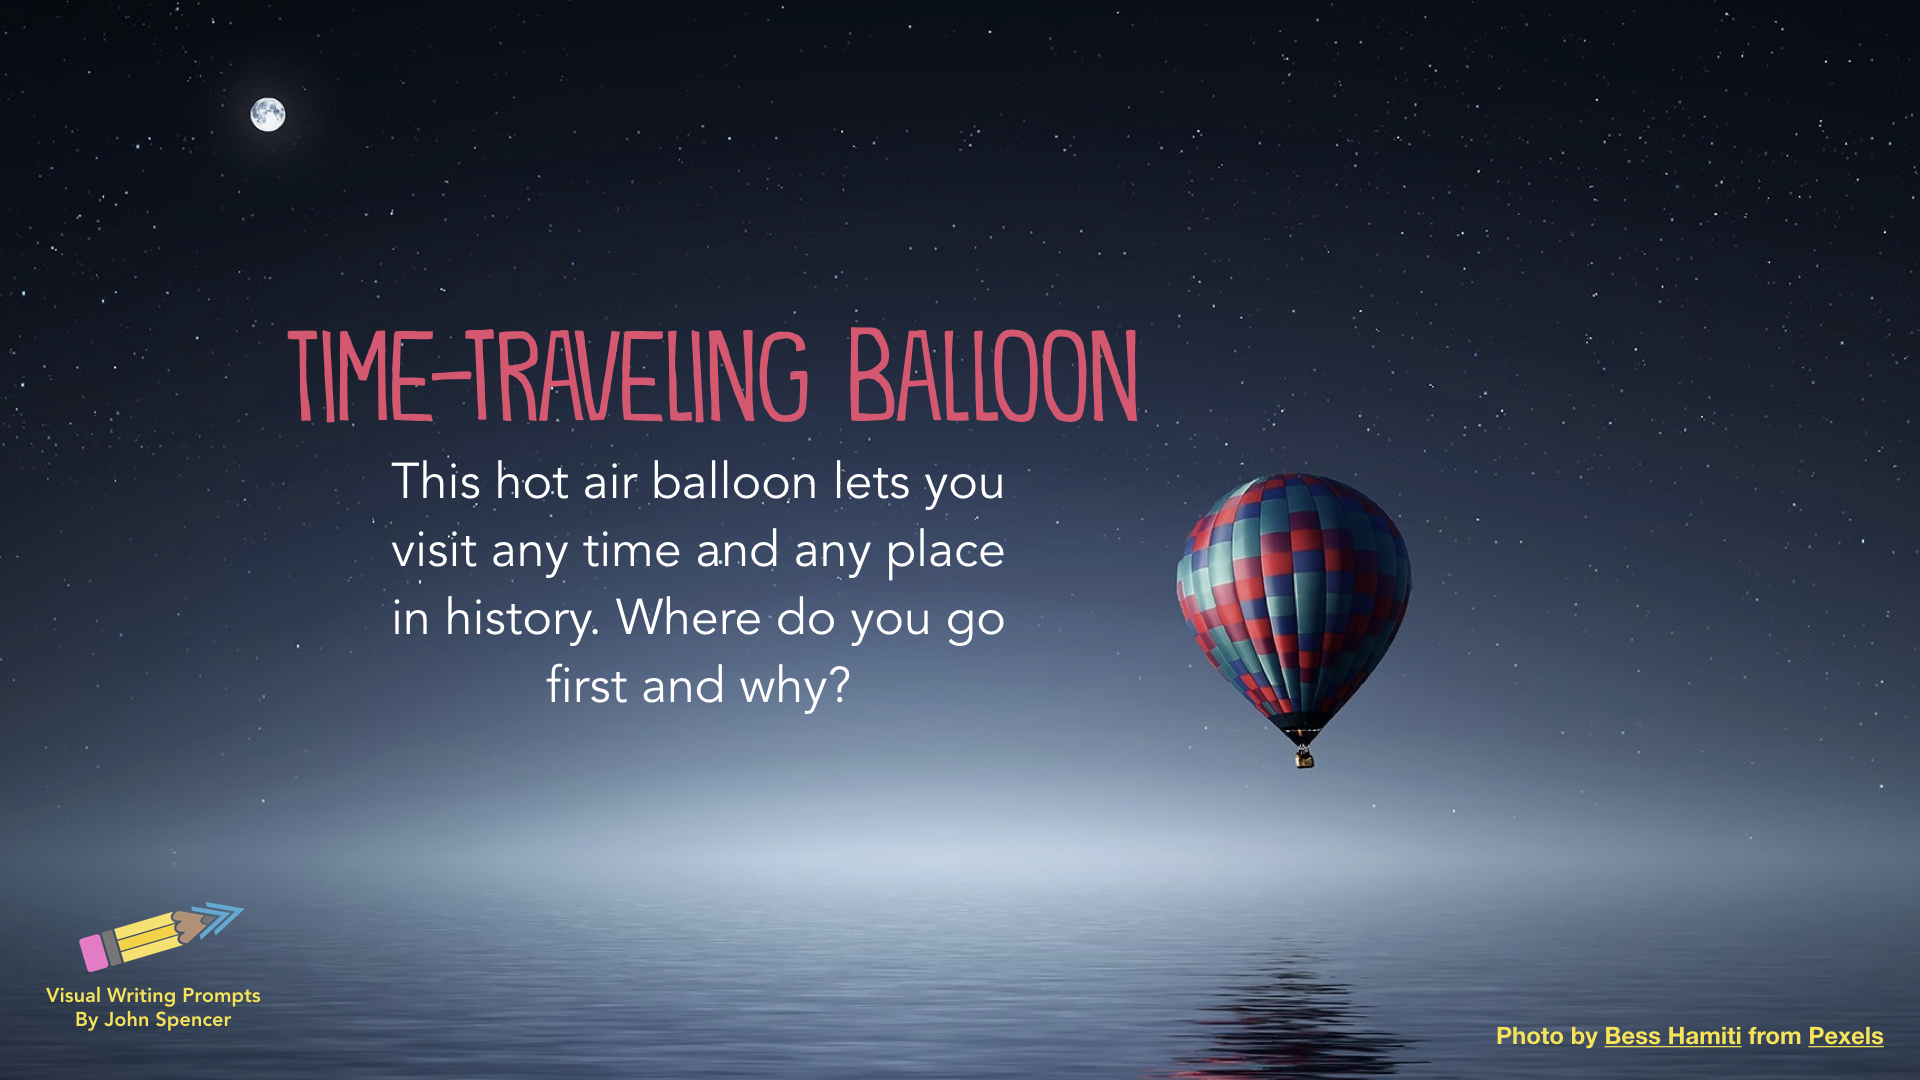 TIME-TRAVELING BALLOON
This hot air balloon lets you
visit any time and any place
in history. Where do you go
first and why?
Visual Writing Prompts
By John Spencer
Photo by Bess Hamiti from Pexels